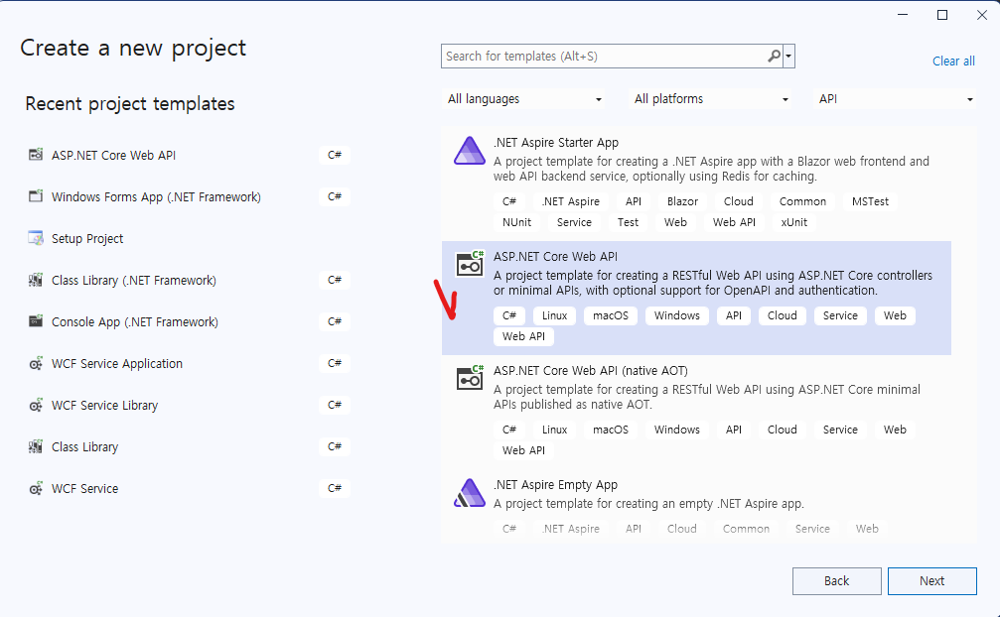 Create a new project
Search for templates (Alt+S)
Clear all
All languages
All platforms
API
Recent project templates
ASP.NET Core Web API C#
Windows Forms App (.NET Framework) C#
Setup Project
Class Library (.NET Framework) C#
Console App (.NET Framework) C#
WCF Service Application C#
WCF Service Library C#
Class Library C#
WCF Service C#
.NET Aspire Starter App
A project template for creating a .NET Aspire app with a Blazor web frontend and
web API backend service, optionally using Redis for caching.
C# .NET Aspire API Blazor Cloud Common MSTest
NUnit Service Test Web Web API xUnit
C#
ASP.NET Core Web API
A project template for creating a RESTful Web API using ASP.NET Core controllers
or minimal APIs, with optional support for OpenAPI and authentication.
C# Linux macOS Windows API Cloud Service Web
Web API
C#
ASP.NET Core Web API (native AOT)
A project template for creating a RESTful Web API using ASP.NET Core minimal
APIs published as native AOT.
C# Linux macOS Windows API Cloud Service Web
Web API
.NET Aspire Empty App
A project template for creating an empty .NET Aspire app.
C# .NET Aspire API Cloud Common Service Web
Back
Next